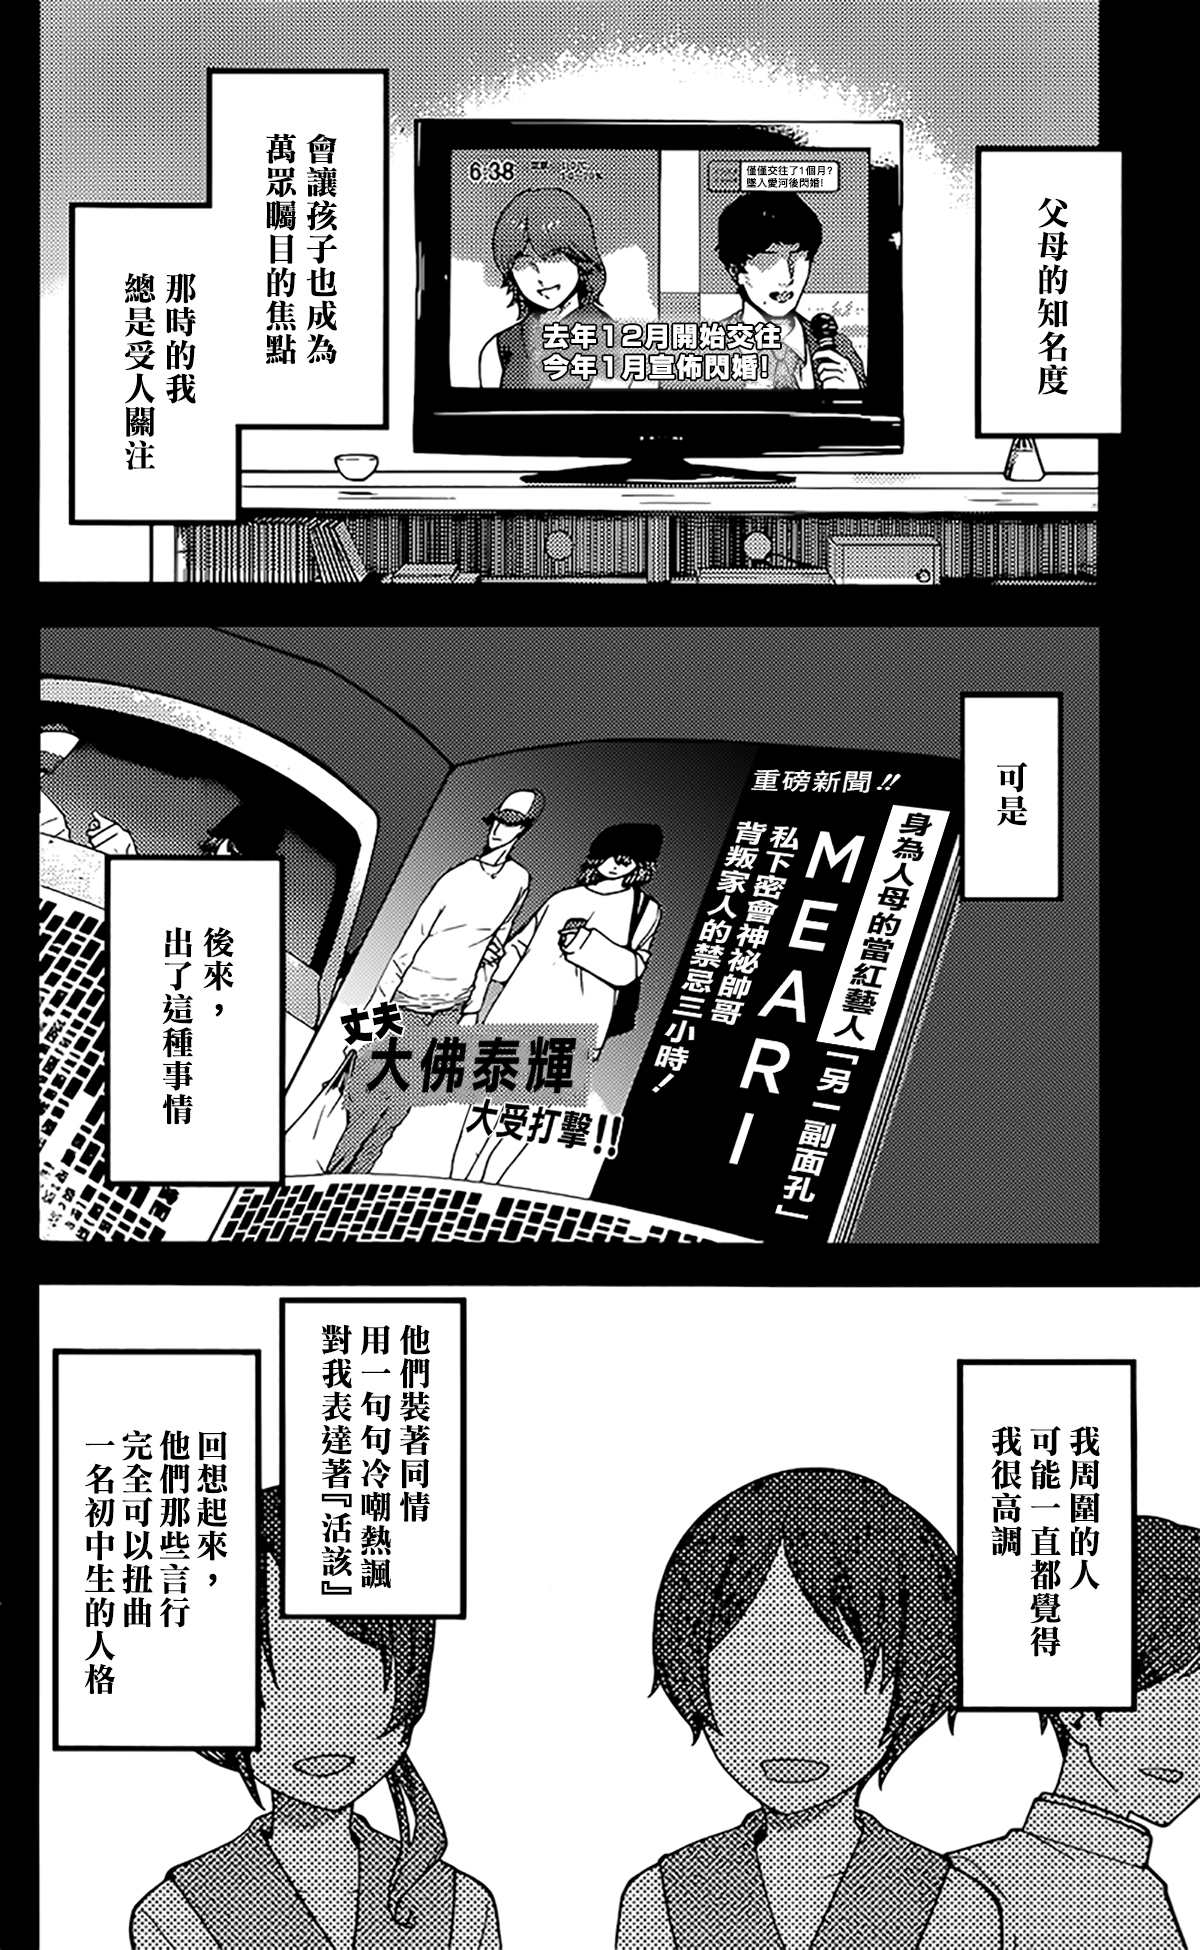 父母的知名度
6:38
僅僅交往了1個月?
墜入愛河後閃婚!
去年12月開始交往
今年1月宣佈閃婚!
會讓孩子也成為
萬眾矚目的焦點
那時的我
總是受人關注
可是
重磅新聞!!
身為人母的當紅藝人
「另一副面孔」
MEARI
私下密會神祕帥哥
背叛家人的禁忌三小時!
丈夫
大佛泰輝
大受打擊!!
後來，
出了這種事情
我周圍的人
可能一直都覺得
我很高調
他們裝著同情
用一句句冷嘲熱諷
對我表達著『活該』
回想起來，
他們那些言行
完全可以扭曲
一名初中生的人格